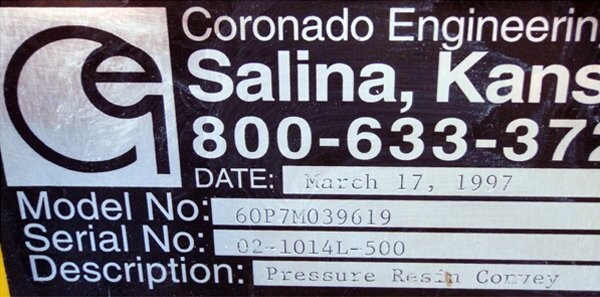 Coronado Engineerin
Salina, Kans
800-633-372
DATE: March 17, 1997
Model No: 60P7M039619
Serial No: 02-1014L-500
Description: Pressure Resin Convey